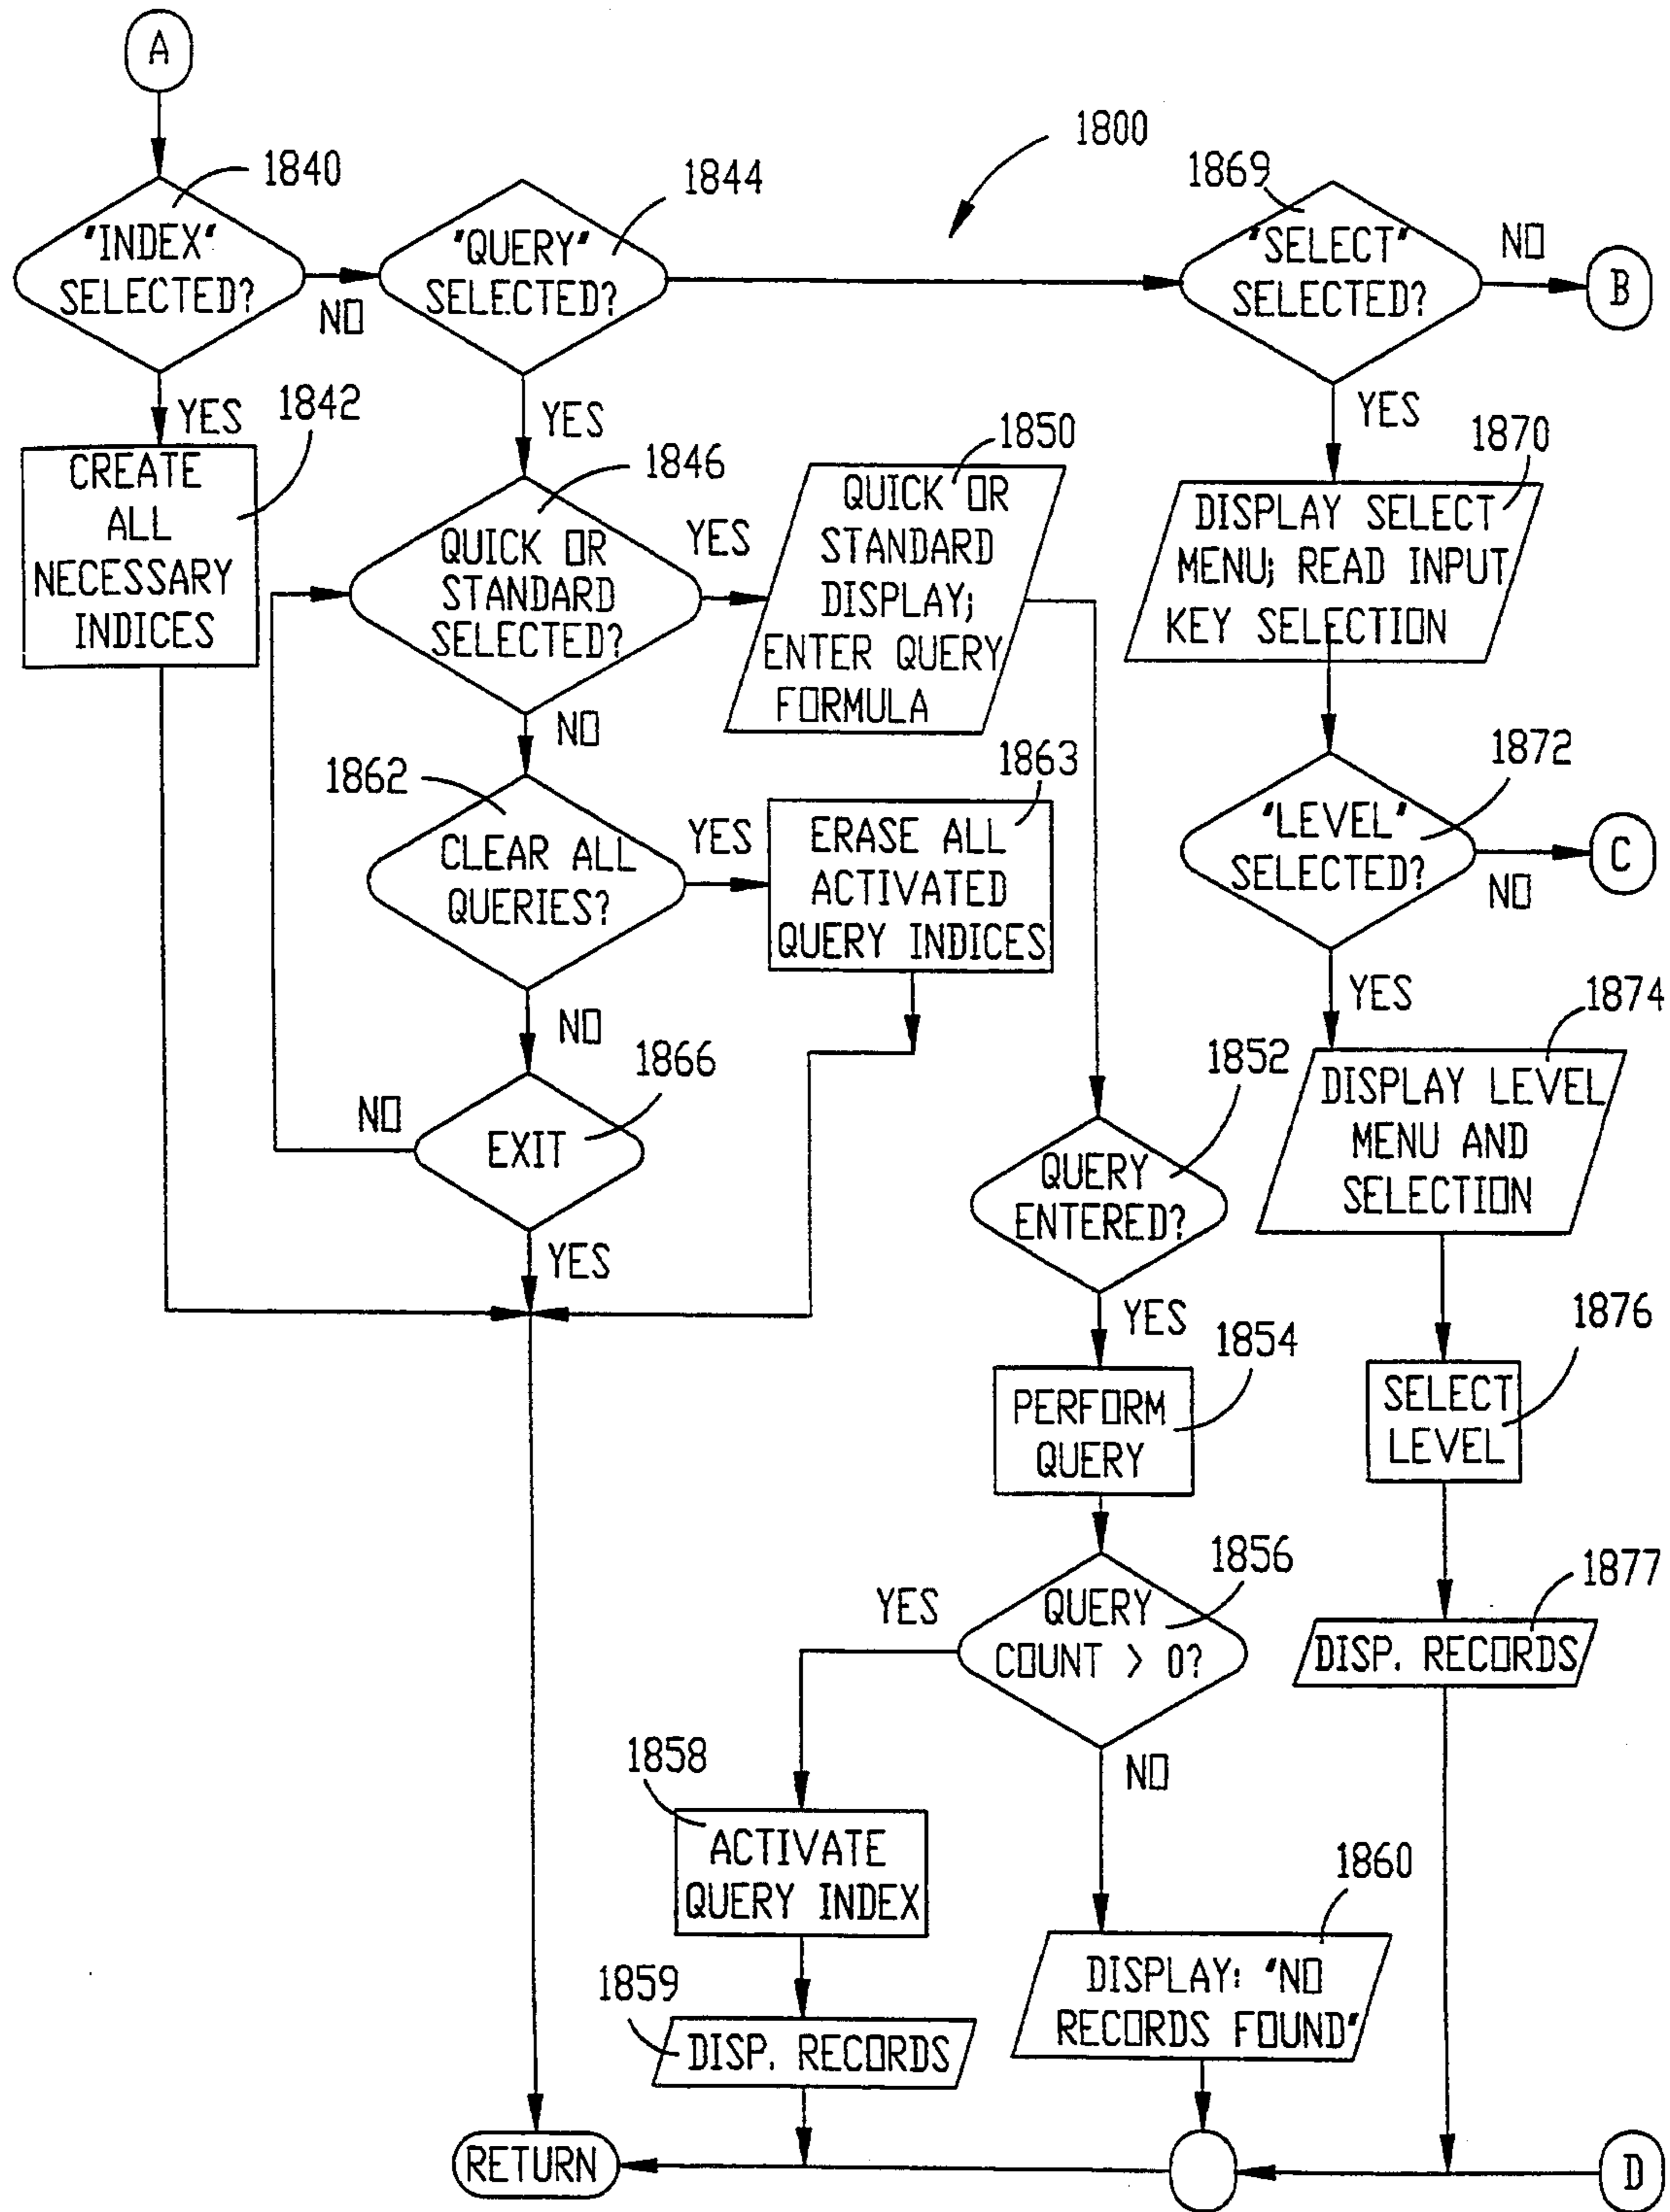 A
1800
1840
"INDEX"
SELECTED?
NO
YES
1842
CREATE
ALL
NECESSARY
INDICES
1844
"QUERY"
SELECTED?
YES
1846
QUICK OR
STANDARD
SELECTED?
YES
NO
1850
QUICK OR
STANDARD
DISPLAY;
ENTER QUERY
FORMULA
1862
CLEAR ALL
QUERIES?
YES
NO
1863
ERASE ALL
ACTIVATED
QUERY INDICES
1866
EXIT
NO
YES
1852
QUERY
ENTERED?
YES
1854
PERFORM
QUERY
1856
QUERY
COUNT > 0?
YES
NO
1858
ACTIVATE
QUERY INDEX
1859
DISP. RECORDS
1860
DISPLAY: "NO
RECORDS FOUND"
1869
"SELECT"
SELECTED?
NO
B
YES
1870
DISPLAY SELECT
MENU; READ INPUT
KEY SELECTION
1872
"LEVEL"
SELECTED?
NO
C
YES
1874
DISPLAY LEVEL
MENU AND
SELECTION
1876
SELECT
LEVEL
1877
DISP. RECORDS
RETURN
D